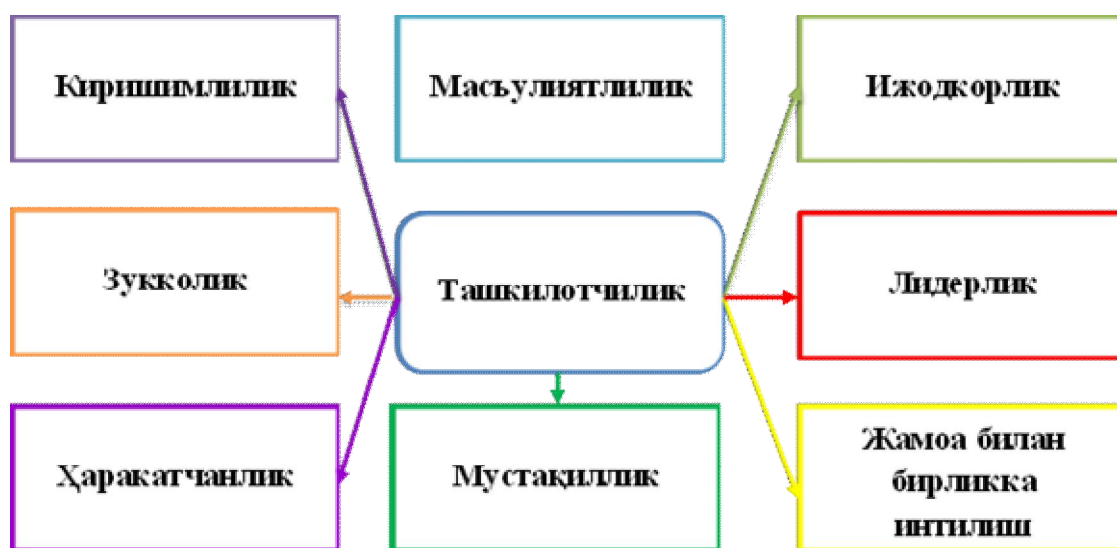 Киришимлилик
Масъулиятлилик
Ижодкорлик
Зукколик
Ташкилотчилик
Лидерлик
Ҳаракатчанлик
Мустақиллик
Жамоа билан
бирликка
интилиш